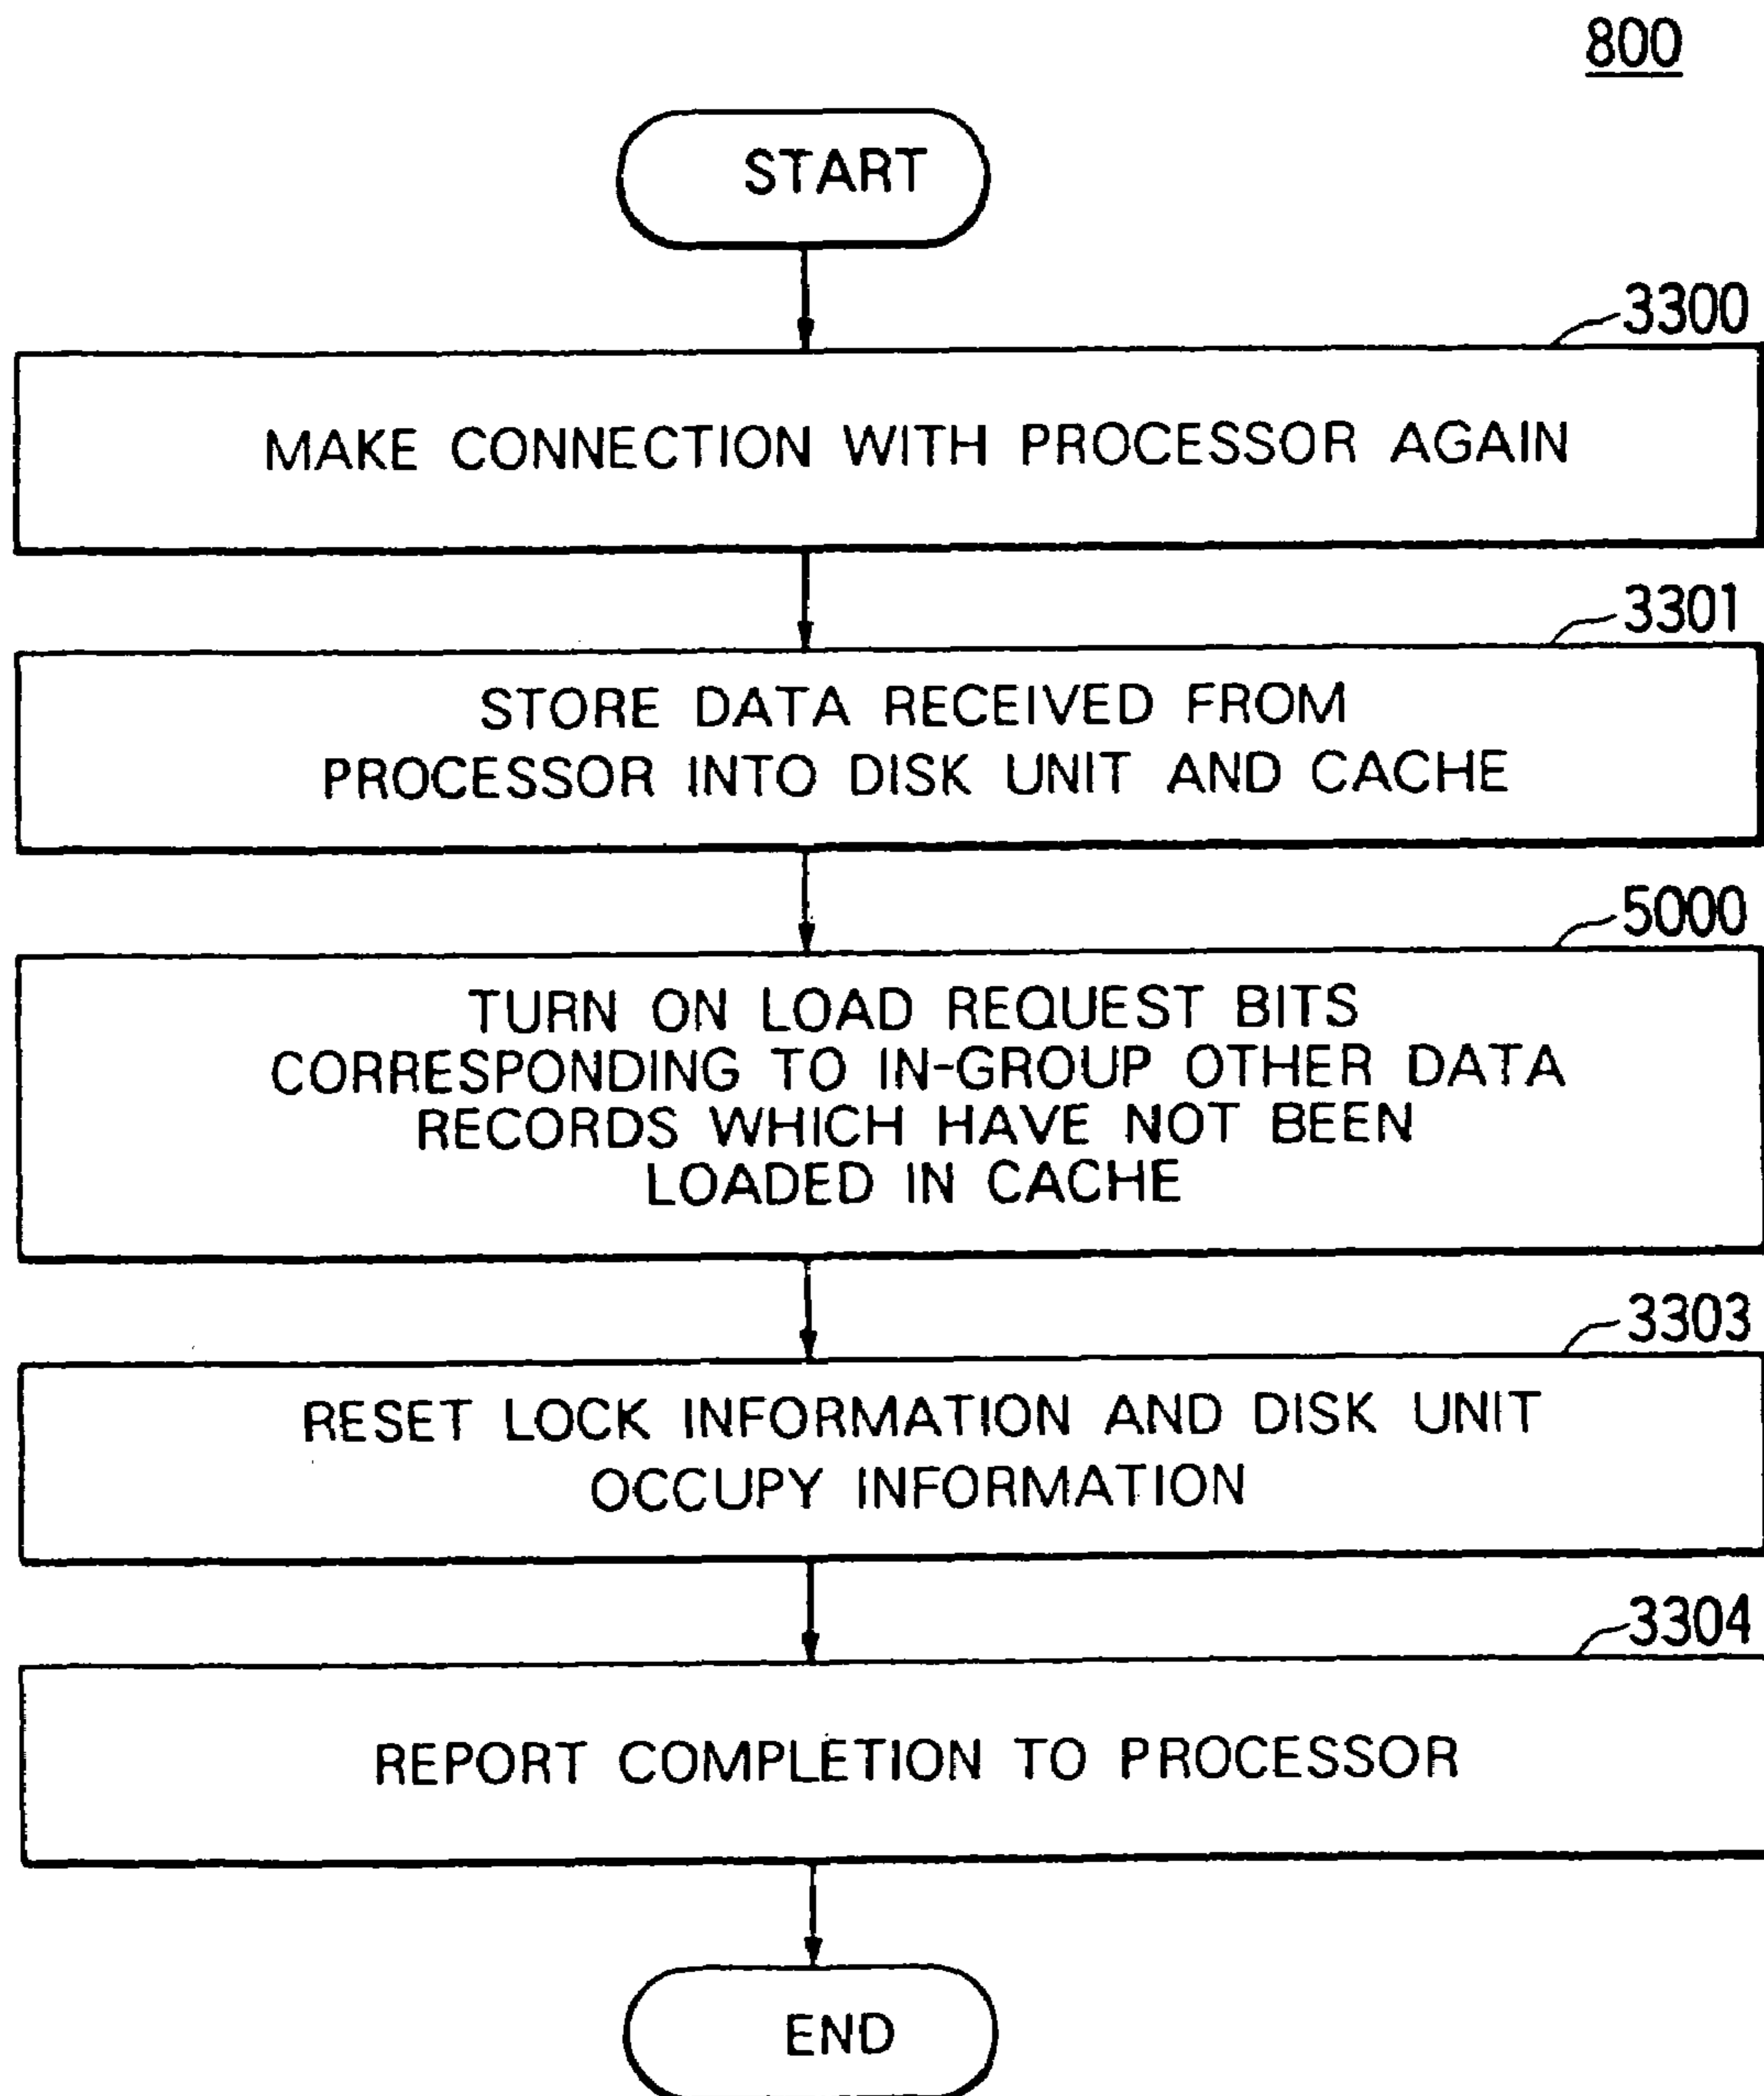 800
START
3300
MAKE CONNECTION WITH PROCESSOR AGAIN
3301
STORE DATA RECEIVED FROM
PROCESSOR INTO DISK UNIT AND CACHE
5000
TURN ON LOAD REQUEST BITS
CORRESPONDING TO IN-GROUP OTHER DATA
RECORDS WHICH HAVE NOT BEEN
LOADED IN CACHE
3303
RESET LOCK INFORMATION AND DISK UNIT
OCCUPY INFORMATION
3304
REPORT COMPLETION TO PROCESSOR
END